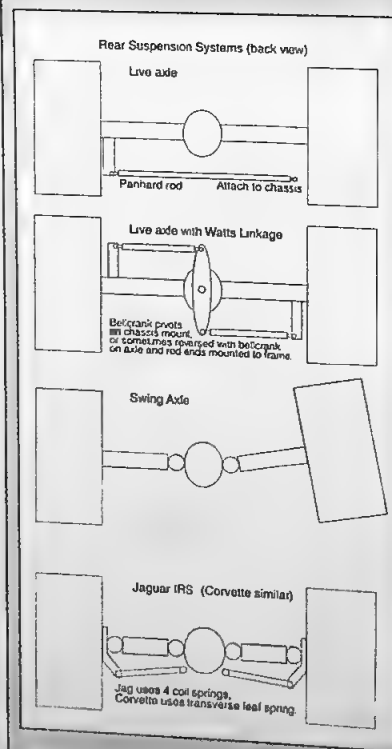 Rear Suspension Systems (back view)
Live axle
Panhard rod Attach to chassis
Live axle with Watts Linkage
Bellcrank pivots
on chassis mount,
or sometimes reversed with bellcrank
on axle and rod ends mounted to frame.
Swing Axle
Jaguar IRS (Corvette similar)
Jag uses 4 coil springs,
Corvette uses transverse leaf spring.